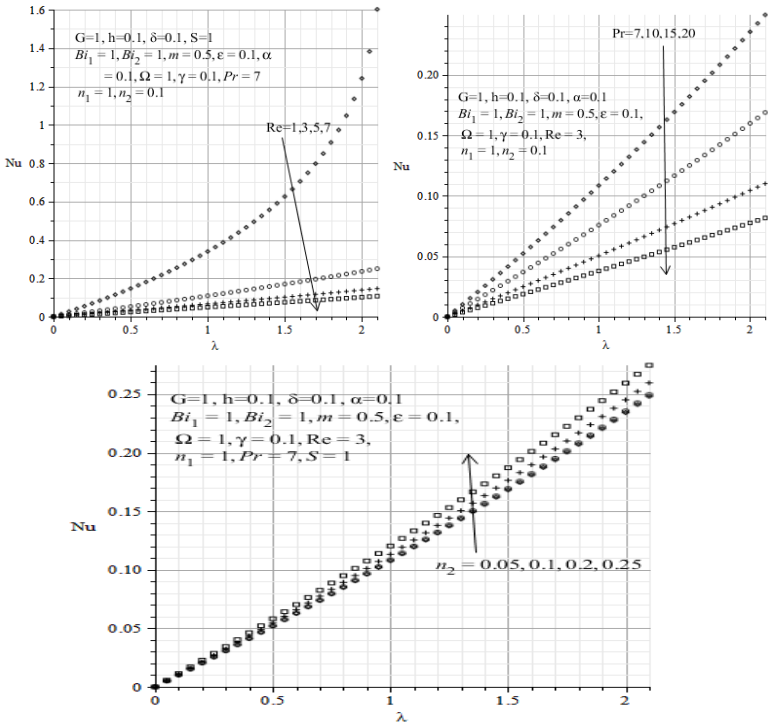 1.6
1.4
1.2
1
0.8
0.6
0.4
0.2
0
Nu
G=1, h=0.1, δ=0.1, S=1
Bi₁ = 1, Bi₂ = 1, m = 0.5, ε = 0.1, α
= 0.1, Ω = 1, γ = 0.1, Pr = 7
n₁ = 1, n₂ = 0.1
Re=1,3,5,7
0 0.5 1 1.5 2
λ
0.20
0.15
0.10
0.05
0
Nu
Pr=7,10,15,20
G=1, h=0.1, δ=0.1, α=0.1
Bi₁ = 1, Bi₂ = 1, m = 0.5, ε = 0.1,
Ω = 1, γ = 0.1, Re = 3,
n₁ = 1, n₂ = 0.1
0 0.5 1 1.5 2
λ
0.25
0.20
0.15
0.10
0.05
0
Nu
G=1, h=0.1, δ=0.1, α=0.1
Bi₁ = 1, Bi₂ = 1, m = 0.5, ε = 0.1,
Ω = 1, γ = 0.1, Re = 3,
n₁ = 1, Pr = 7, S = 1
n₂ = 0.05, 0.1, 0.2, 0.25
0 0.5 1 1.5 2
λ